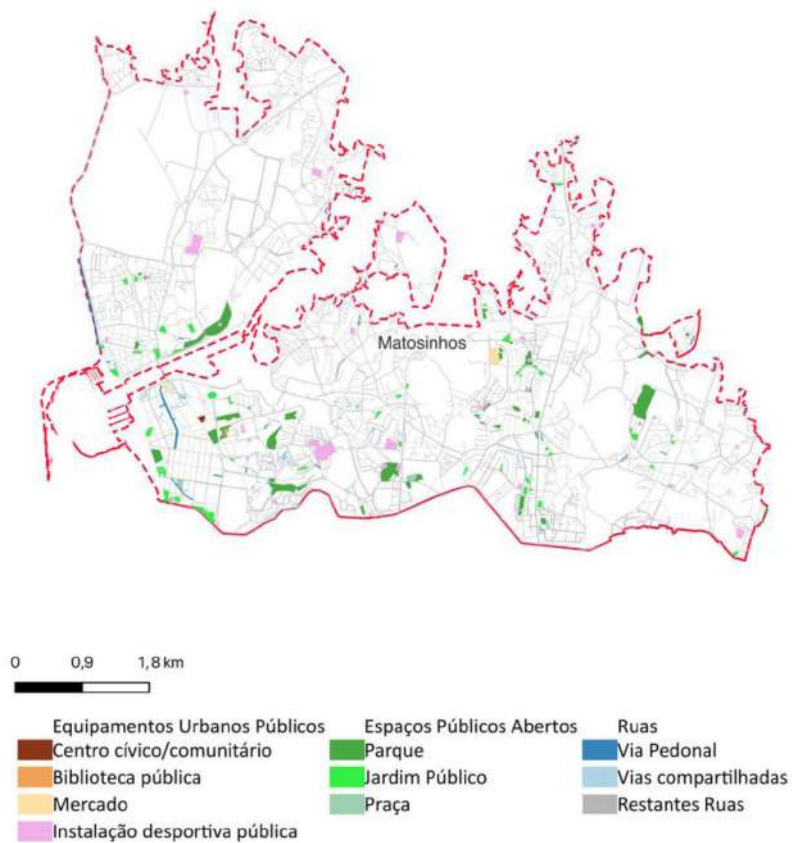 Matosinhos
0 0,9 1,8 km
Equipamentos Urbanos Públicos Espaços Públicos Abertos Ruas
Centro cívico/comunitário Parque Via Pedonal
Biblioteca pública Jardim Público Vias compartilhadas
Mercado Praça Restantes Ruas
Instalação desportiva pública